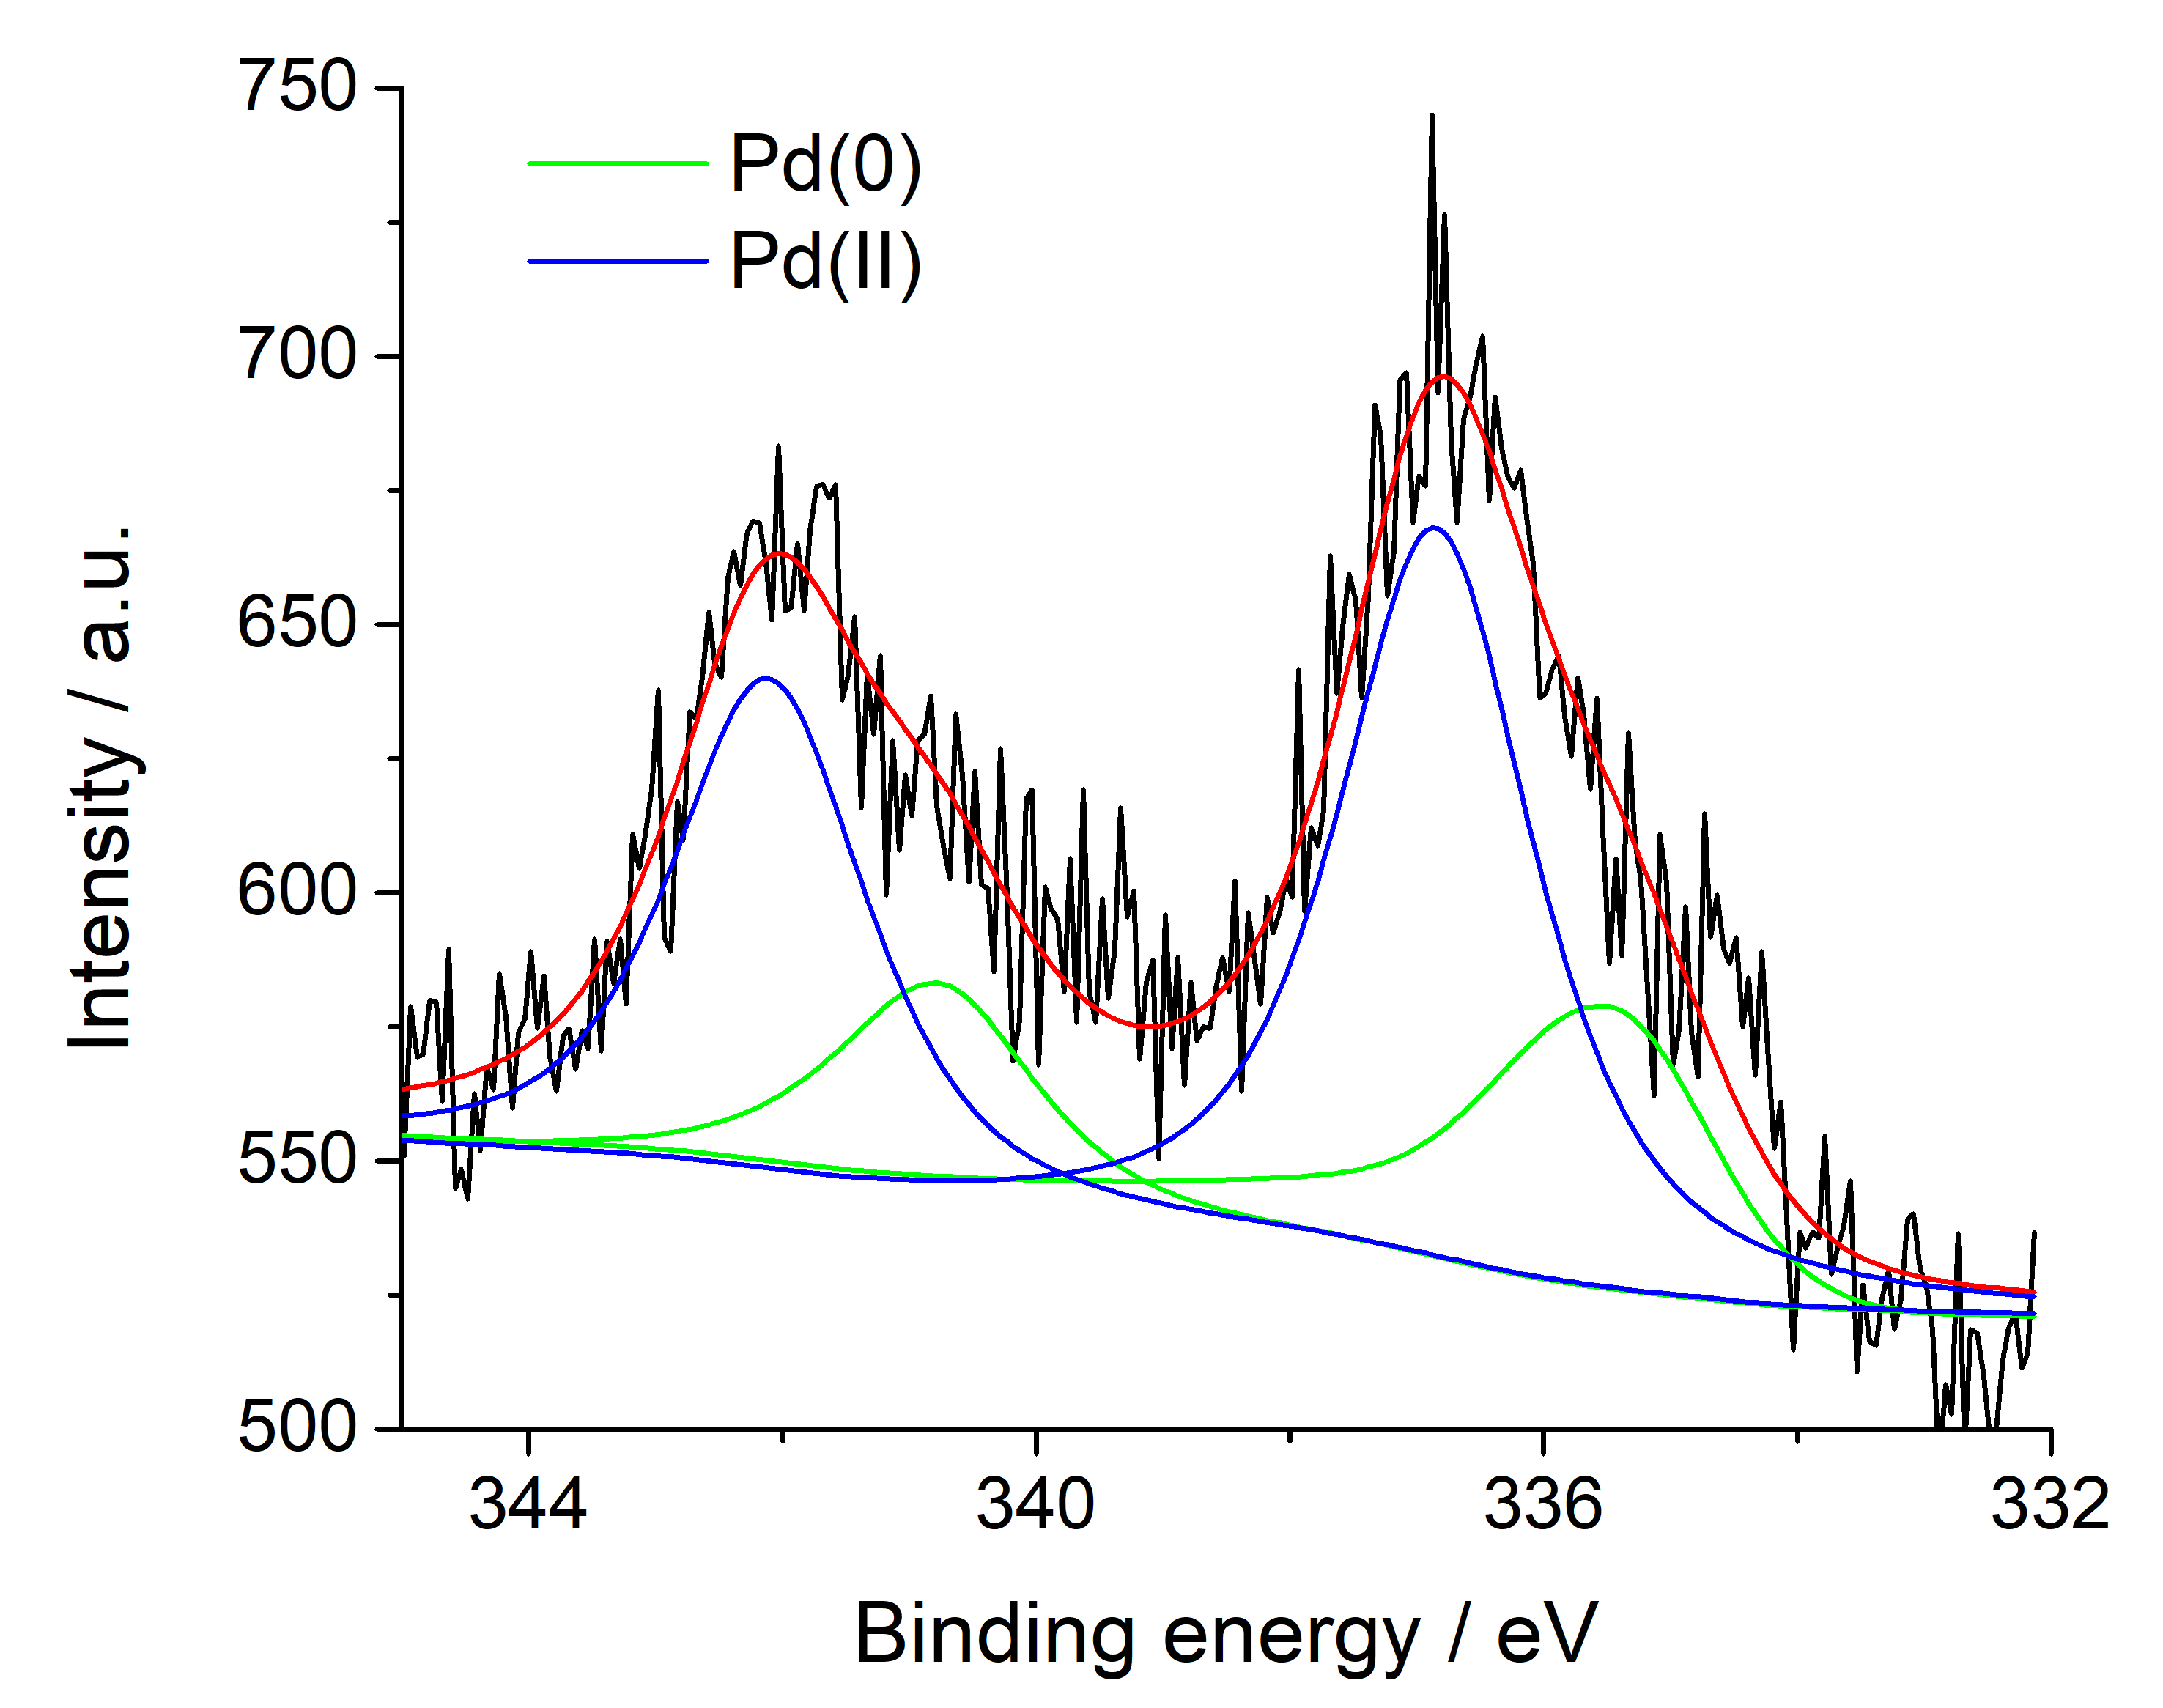 750
Pd(0)
Pd(II)
700
650
600
550
500
Intensity / a.u.
344 340 336 332
Binding energy / eV